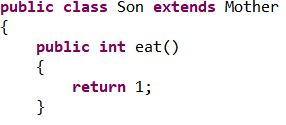 public class Son extends Mother
{
    public int eat()
    {
        return 1;
    }